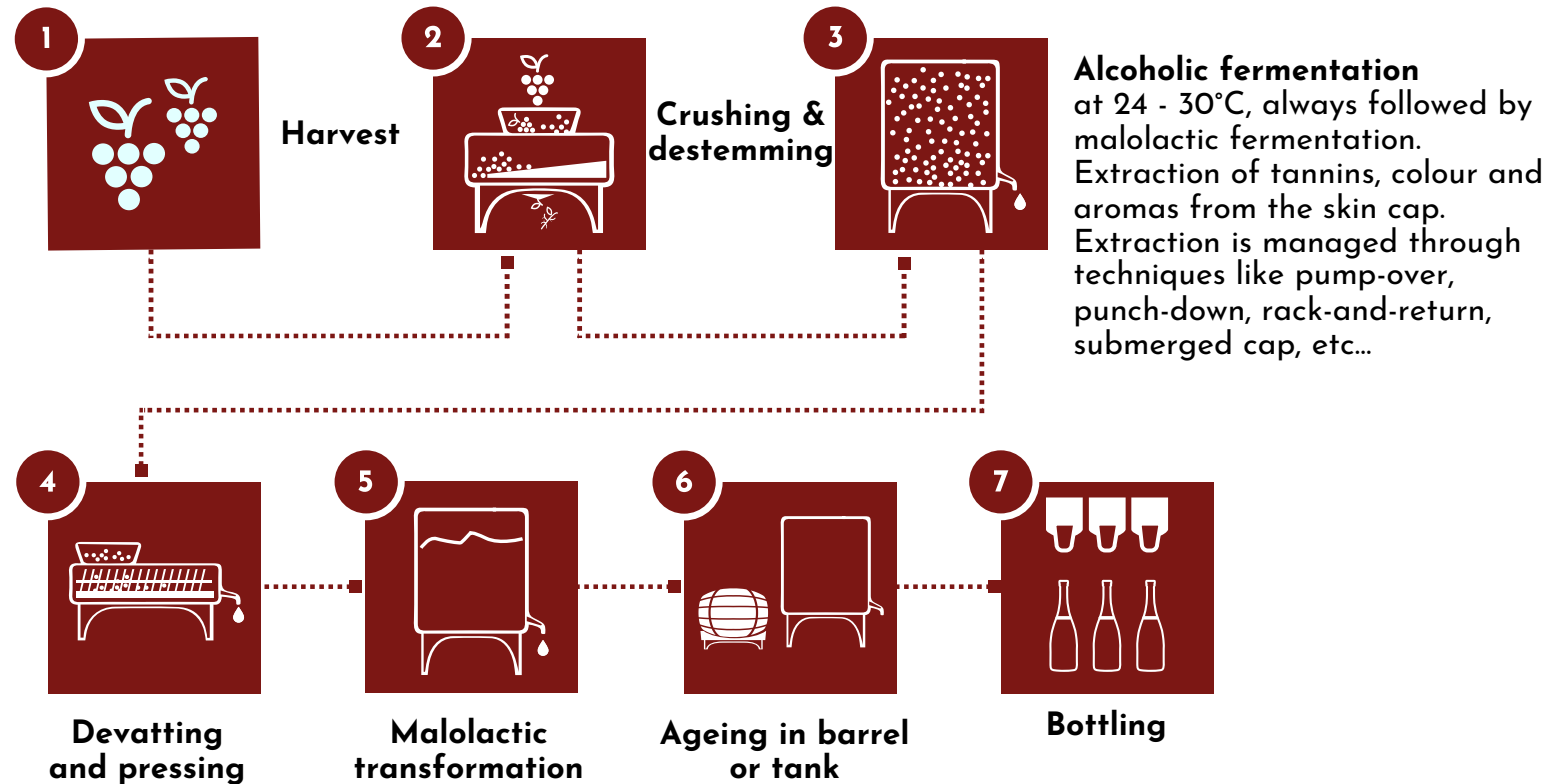 1
Harvest
2
Crushing &
destemming
3
Alcoholic fermentation
at 24 - 30°C, always followed by
malolactic fermentation.
Extraction of tannins, colour and
aromas from the skin cap.
Extraction is managed through
techniques like pump-over,
punch-down, rack-and-return,
submerged cap, etc...
4
Devatting
and pressing
5
Malolactic
transformation
6
Ageing in barrel
or tank
7
Bottling